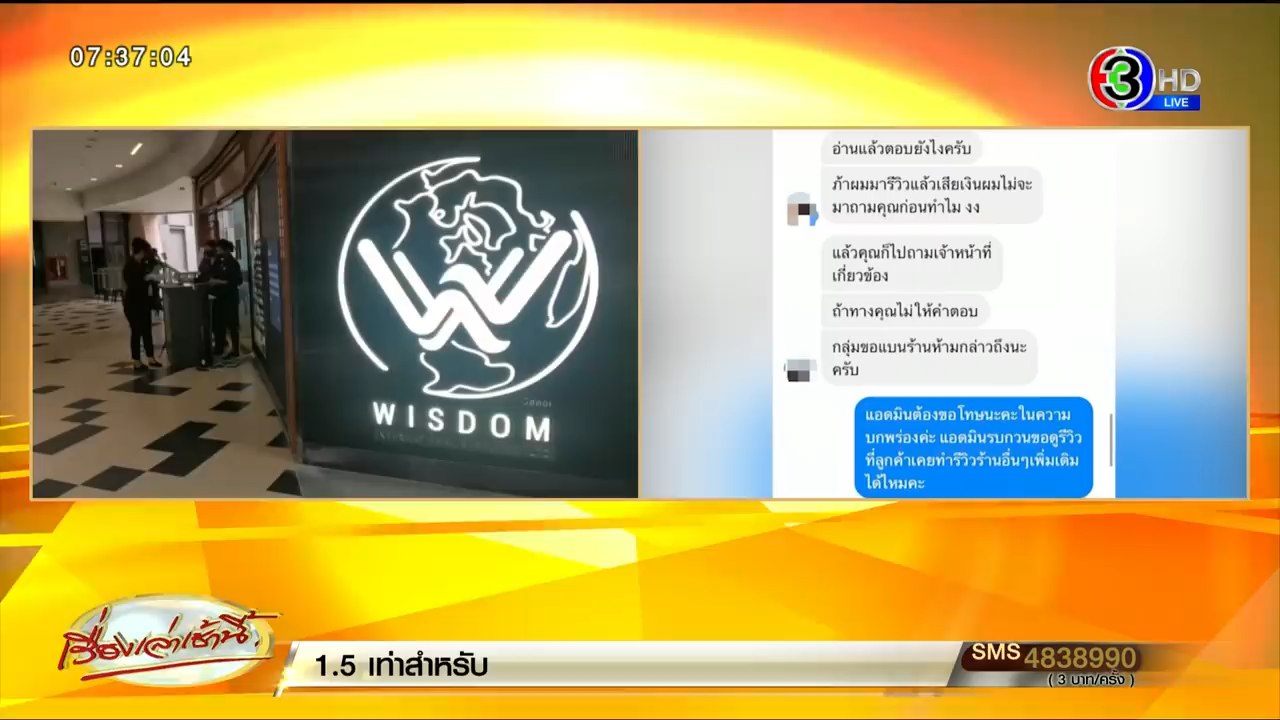 07:37:04
3 HD
LIVE
WISDOM
อ่านแล้วตอบยังไงครับ
ภ้าผมมารีวิวแล้วเสียเงินผมไม่จะ
มาถามคุณก่อนทำไม งง
แล้วคุณก็ไปถามเจ้าหน้าที่
เกี่ยวข้อง
ถ้าทางคุณไม่ให้คำตอบ
กลุ่มขอแบนร้านห้ามกล่าวถึงนะ
ครับ
แอดมินต้องขอโทษนะคะในความ
บกพร่องค่ะ แอดมินรบกวนขอดูรีวิว
ที่ลูกค้าเคยทำรีวิวร้านอื่นๆเพิ่มเติม
ได้ไหมคะ
เรื่องเล่าเช้านี้
1.5 เท่าสำหรับ
SMS 4838990
( 3 บาท/ครั้ง )